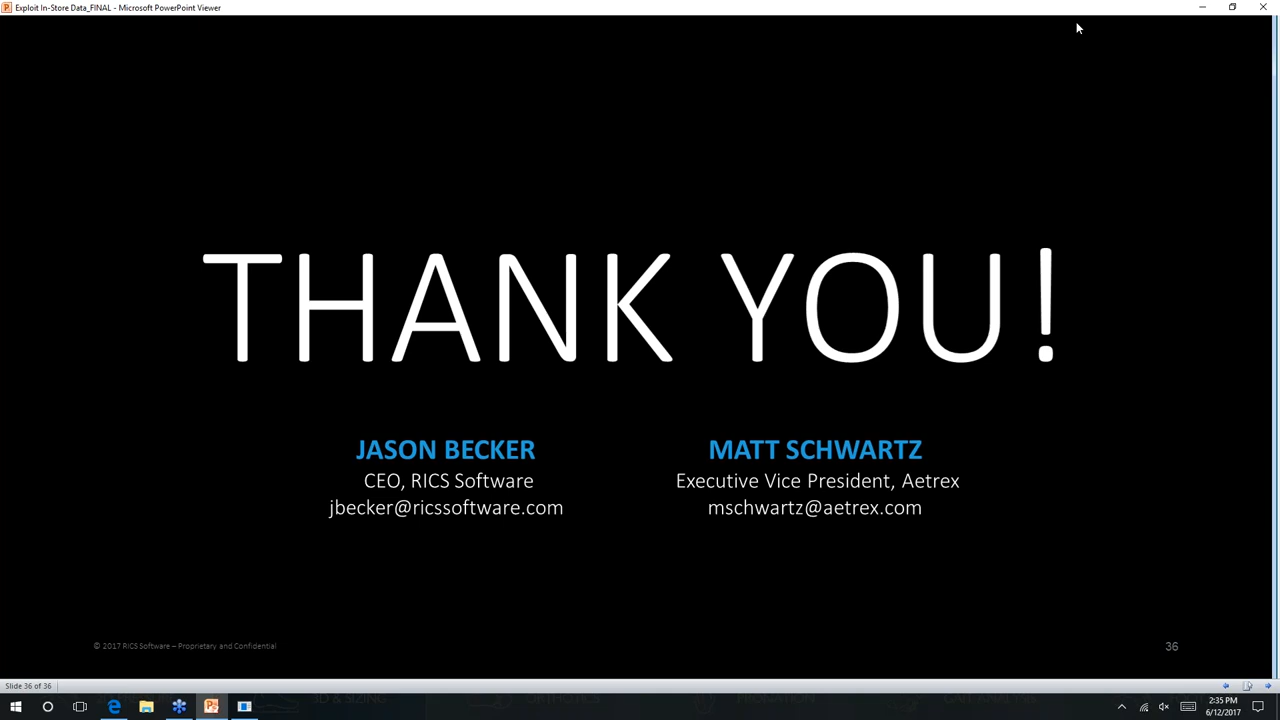 Exploit In-Store Data_FINAL - Microsoft PowerPoint Viewer
THANK YOU!
JASON BECKER
CEO, RICS Software
jbecker@ricssoftware.com
MATT SCHWARTZ
Executive Vice President, Aetrex
mschwartz@aetrex.com
© 2017 RICS Software – Proprietary and Confidential
36
Slide 36 of 36
2:35 PM
6/12/2017